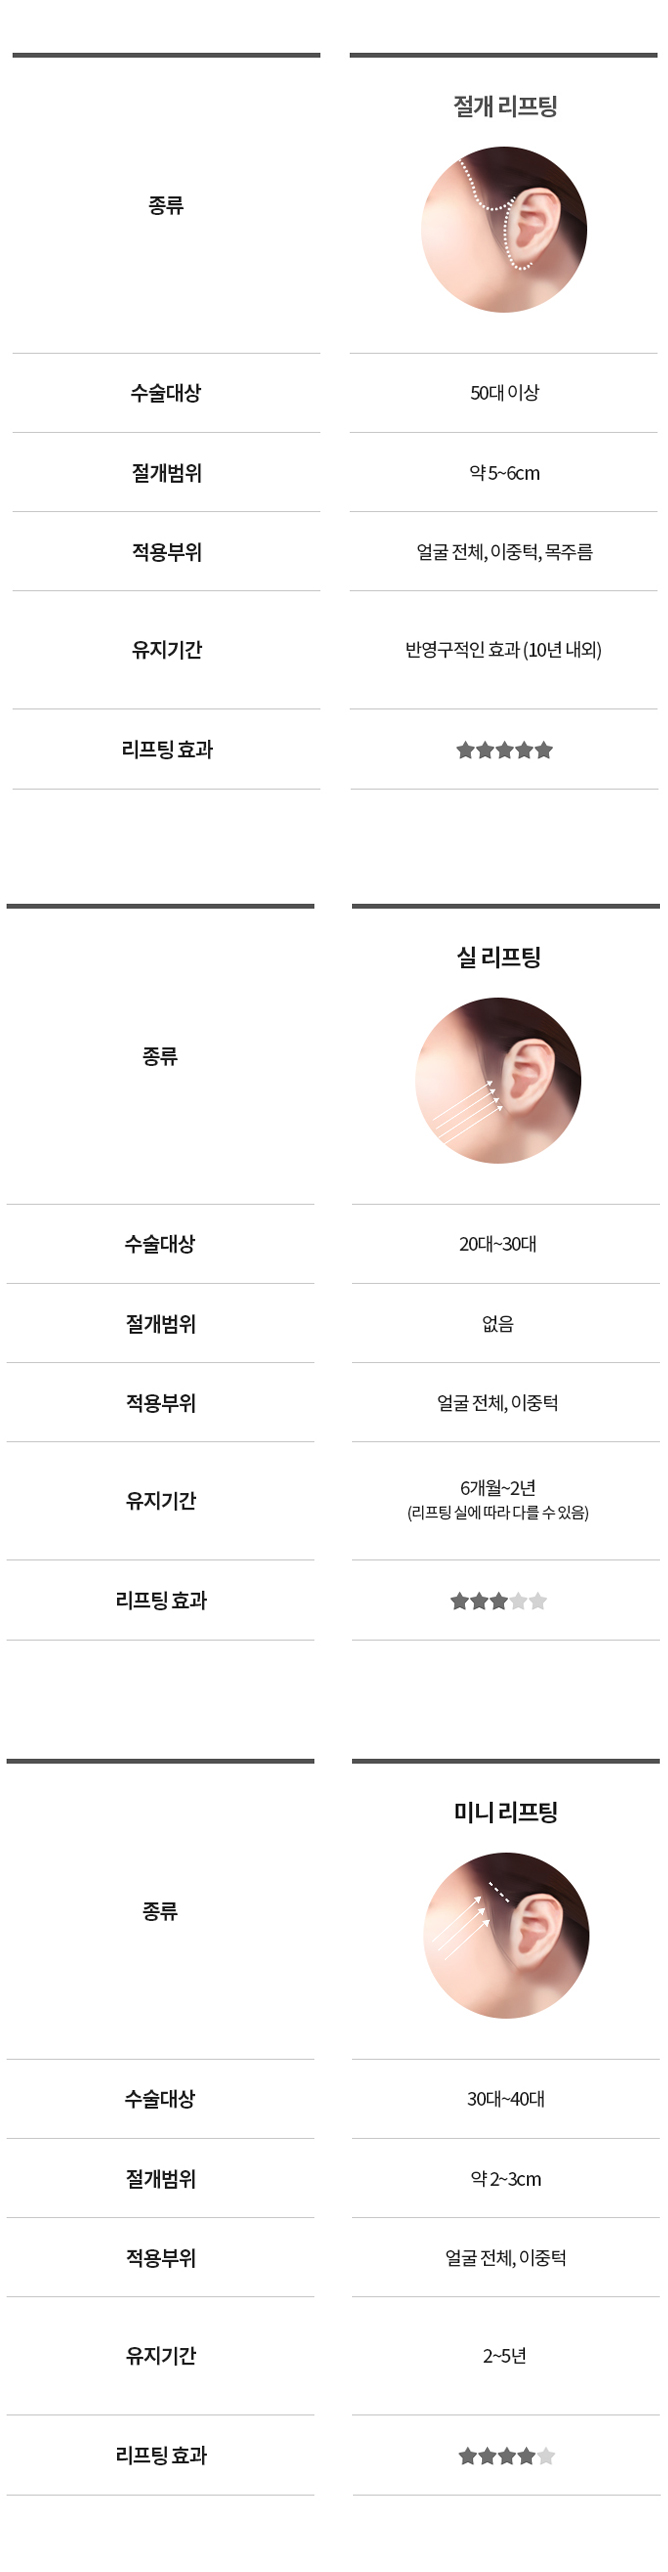 절개 리프팅
종류
수술대상
50대 이상
절개범위
약 5~6cm
적용부위
얼굴 전체, 이중턱, 목주름
유지기간
반영구적인 효과 (10년 내외)
리프팅 효과
★★★★★
실 리프팅
종류
수술대상
20대~30대
절개범위
없음
적용부위
얼굴 전체, 이중턱
유지기간
6개월~2년
(리프팅 실에 따라 다를 수 있음)
리프팅 효과
★★★★★
미니 리프팅
종류
수술대상
30대~40대
절개범위
약 2~3cm
적용부위
얼굴 전체, 이중턱
유지기간
2~5년
리프팅 효과
★★★★★